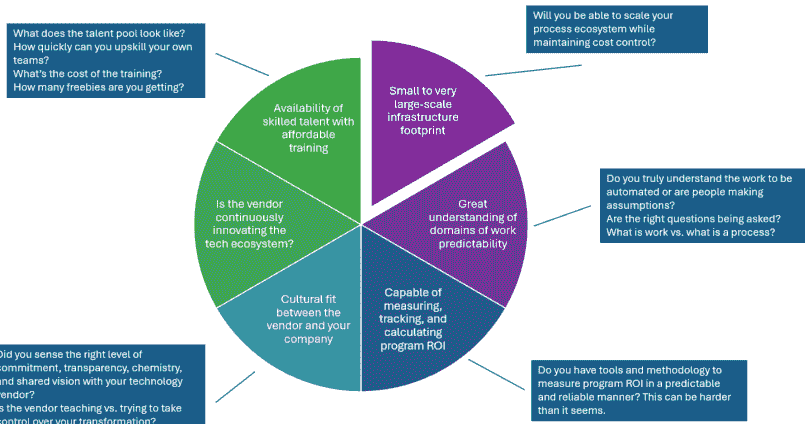 What does the talent pool look like?
How quickly can you upskill your own
teams?
What's the cost of the training?
How many freebies are you getting?
Will you be able to scale your
process ecosystem while
maintaining cost control?
Availability of
skilled talent with
affordable
training
Small to very
large-scale
infrastructure
footprint
Is the vendor
continuously
innovating the
tech ecosystem?
Great
understanding of
domains of work
predictability
Do you truly understand the work to be
automated or are people making
assumptions?
Are the right questions being asked?
What is work vs. what is a process?
Cultural fit
between the
vendor and your
company
Capable of
measuring,
tracking, and
calculating
program ROI
Did you sense the right level of
commitment, transparency, chemistry,
and shared vision with your technology
vendor?
Is the vendor teaching vs. trying to take
control over your transformation?
Do you have tools and methodology to
measure program ROI in a predictable
and reliable manner? This can be harder
than it seems.